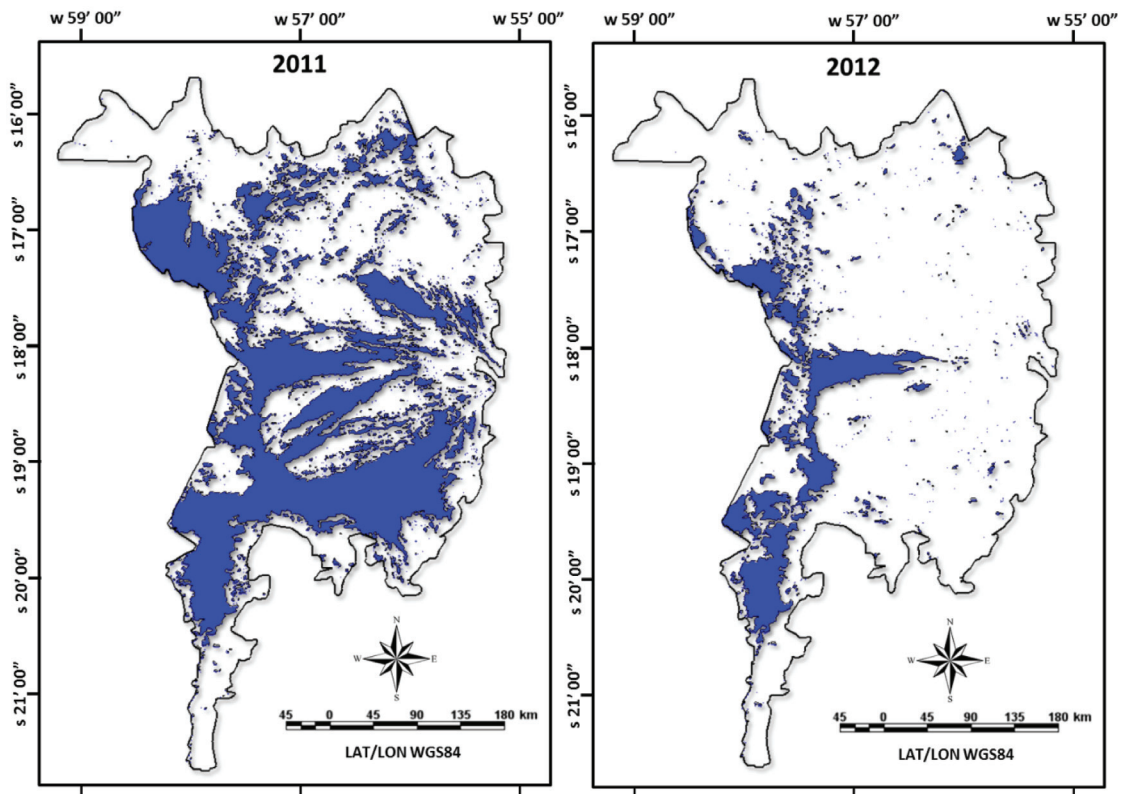 w 59' 00” w 57' 00” w 55' 00”
2011
s 16' 00”
s 17' 00”
s 18' 00”
s 19' 00”
s 20' 00”
s 21' 00”
N
W E
S
45 0 45 90 135 180 km
LAT/LON WGS84
w 59' 00” w 57' 00” w 55' 00”
2012
s 16' 00”
s 17' 00”
s 18' 00”
s 19' 00”
s 20' 00”
s 21' 00”
N
W E
S
45 0 45 90 135 180 km
LAT/LON WGS84